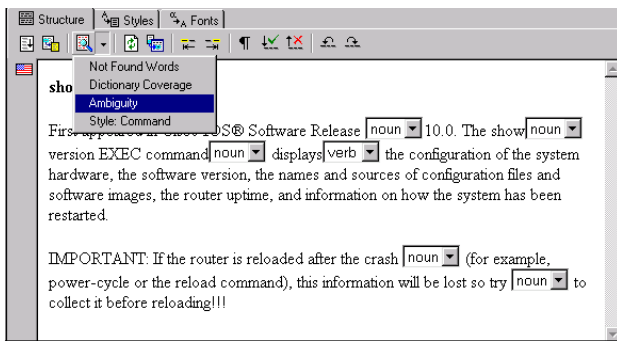 Structure Styles Fonts
Not Found Words
Dictionary Coverage
Ambiguity
Style: Command
sho
First appeared in Cisco IOS® Software Release noun 10.0. The show noun
version EXEC command noun displays verb the configuration of the system
hardware, the software version, the names and sources of configuration files and
software images, the router uptime, and information on how the system has been
restarted.
IMPORTANT: If the router is reloaded after the crash noun (for example,
power-cycle or the reload command), this information will be lost so try noun to
collect it before reloading!!!